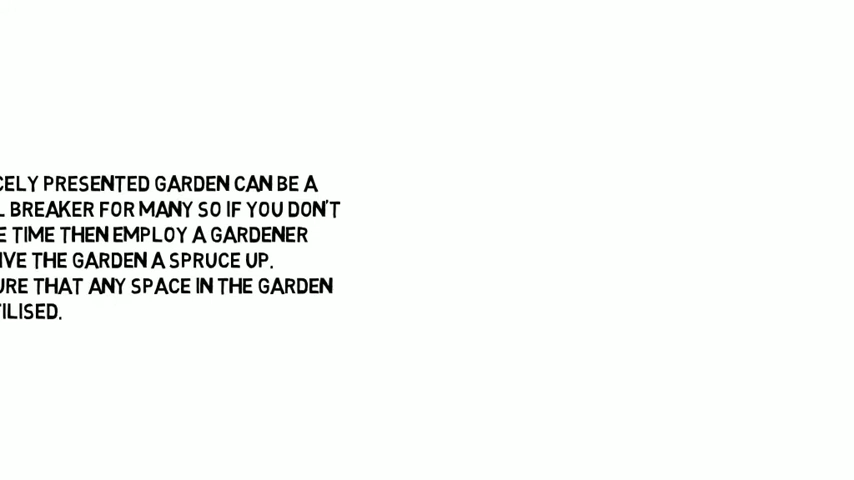 CELY PRESENTED GARDEN CAN BE A
L BREAKER FOR MANY SO IF YOU DON'T
E TIME THEN EMPLOY A GARDENER
IVE THE GARDEN A SPRUCE UP.
URE THAT ANY SPACE IN THE GARDEN
TILISED.